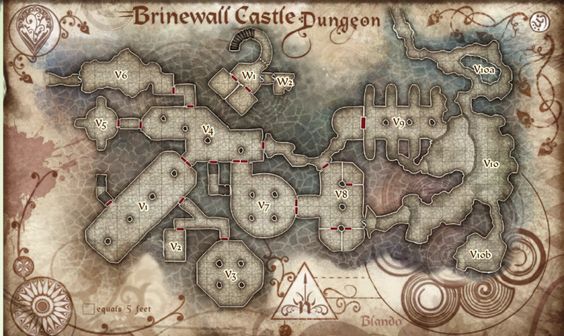 Brinewall Castle Dungeon
V10a
V6
W1
S
W2
V5
V4
V9
V10
V1
V7
V8
V2
V3
V10b
equals 5 feet
Blando